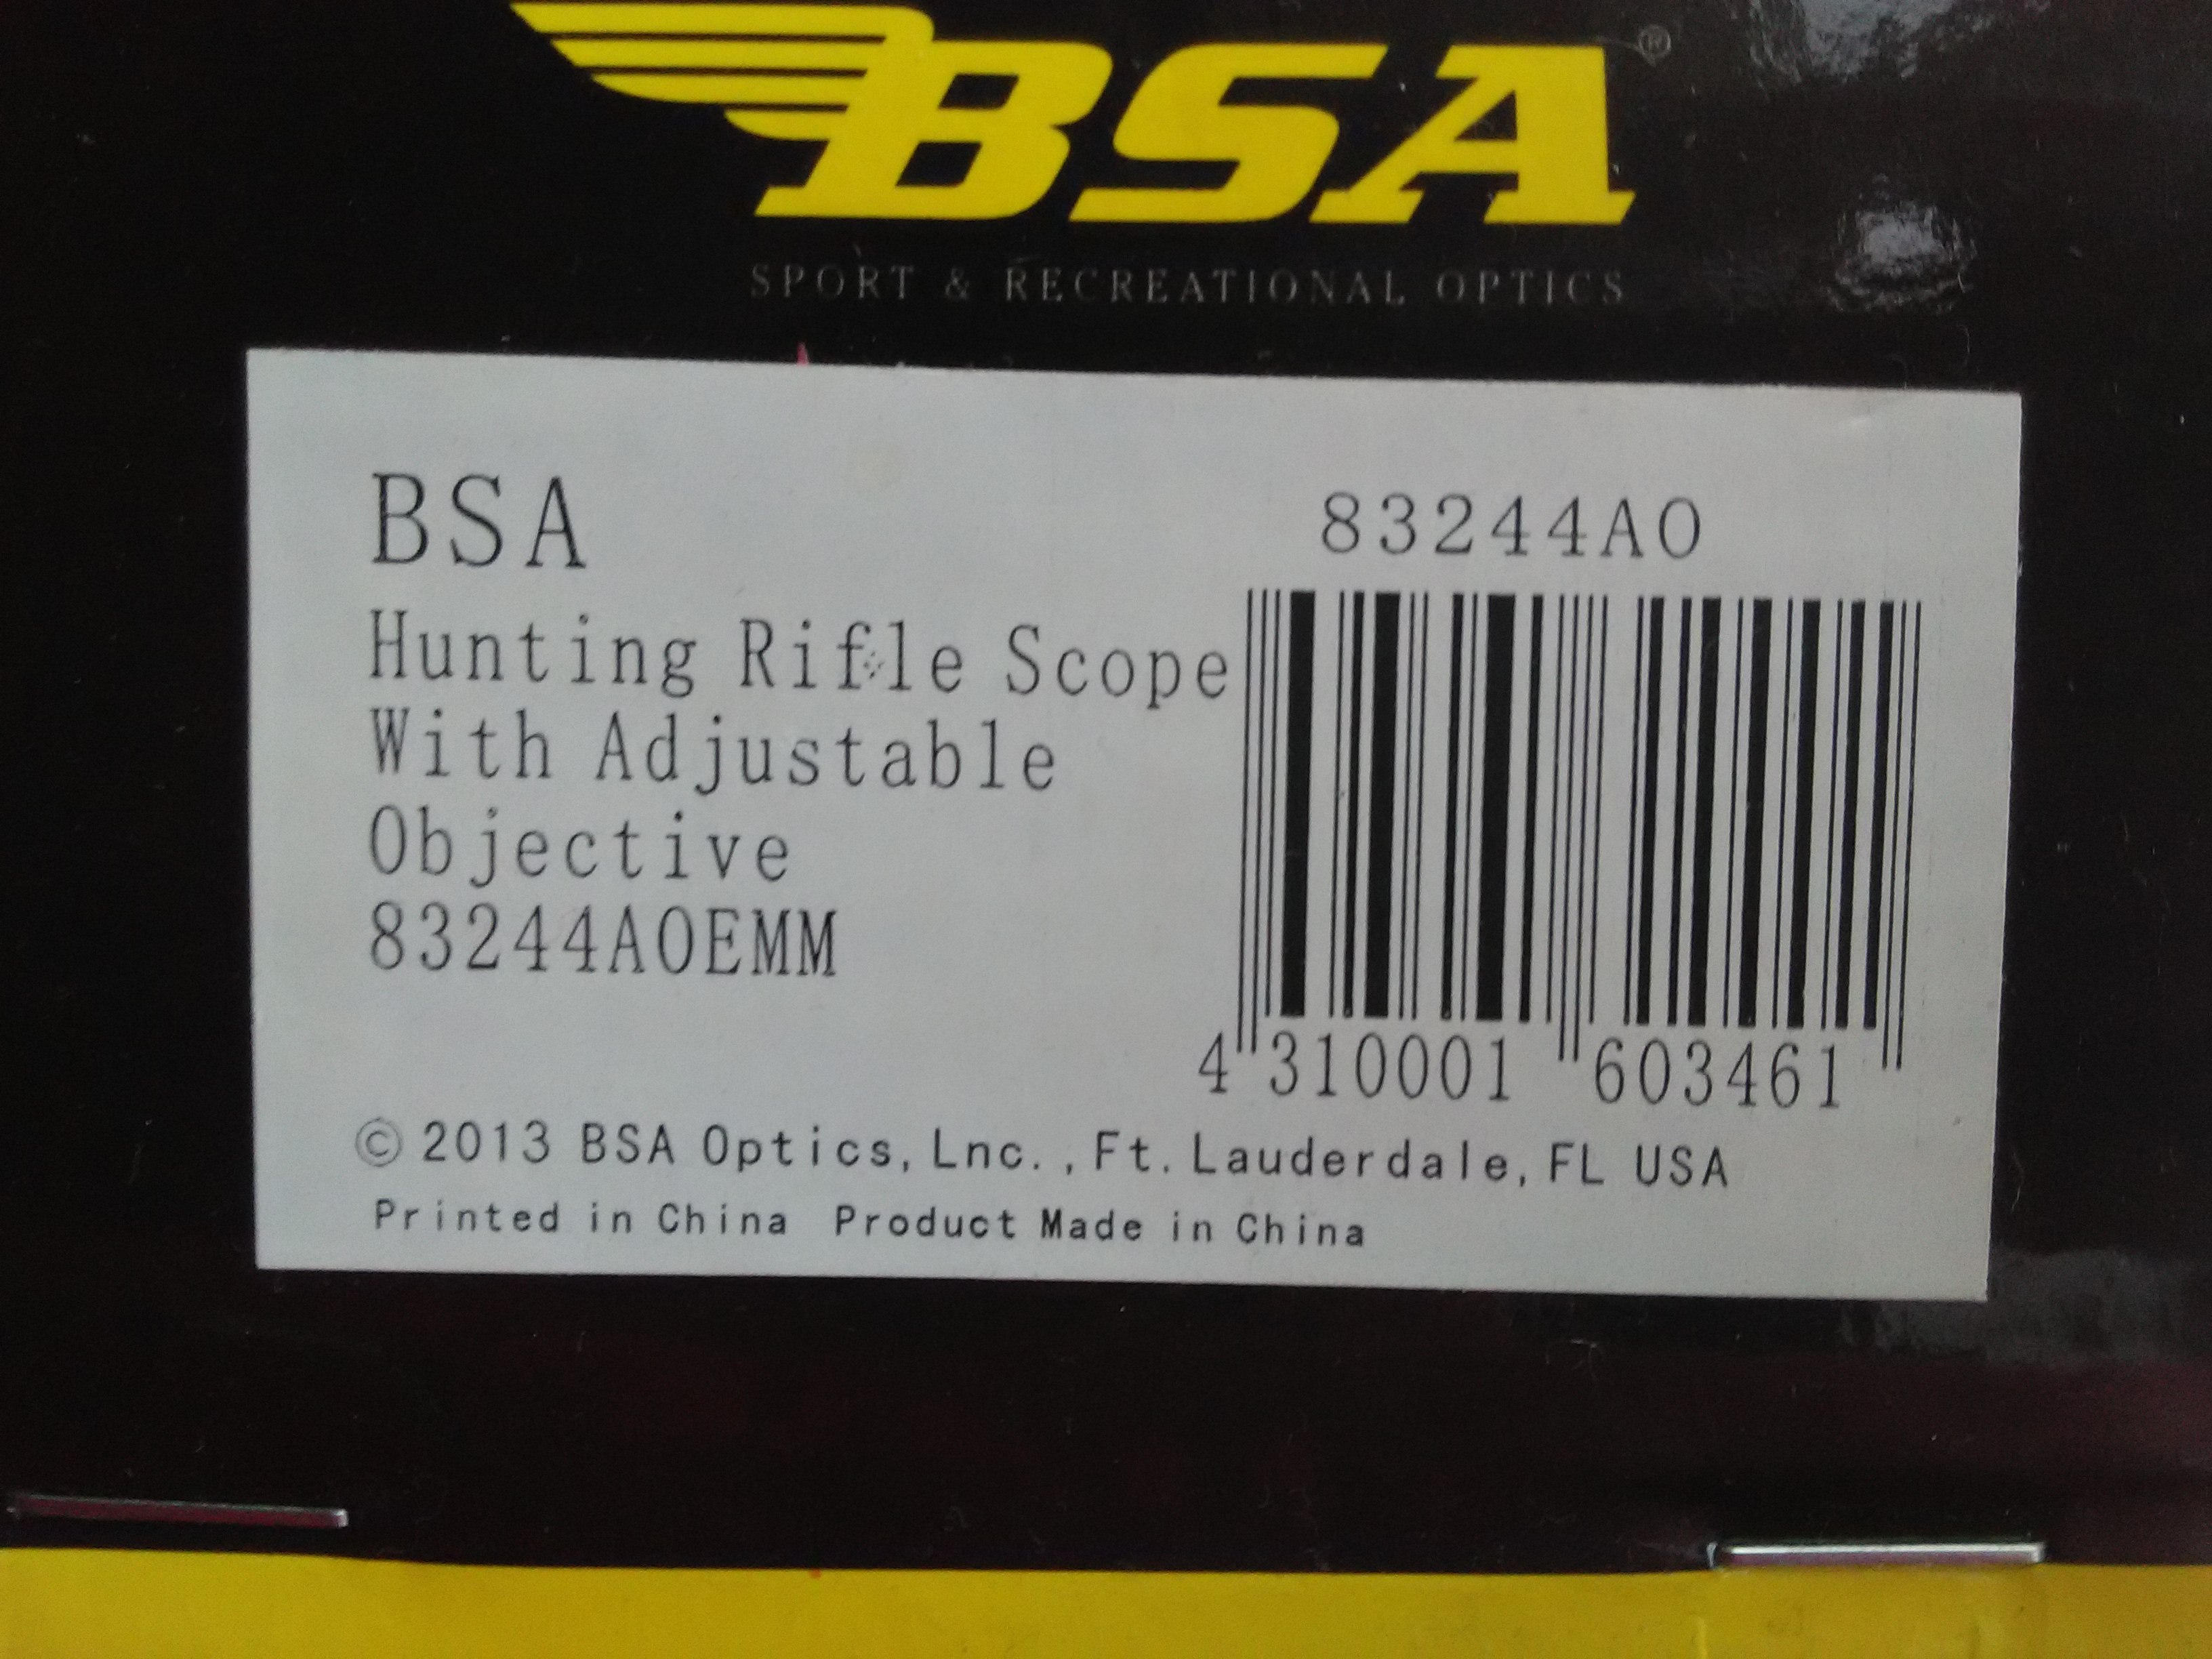 BSA®
SPORT & RECREATIONAL OPTICS
BSA
Hunting Rifle Scope
With Adjustable
Objective
83244AOEMM
83244AO
4 310001 603461
© 2013 BSA Optics, Lnc. , Ft. Lauderdale, FL USA
Printed in China Product Made in China